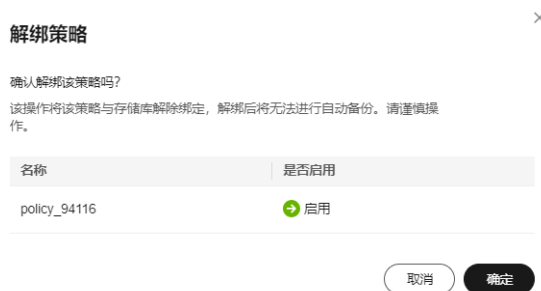 解绑策略
确认解绑该策略吗？
该操作将该策略与存储库解除绑定，解绑后将无法进行自动备份。请谨慎操
作。
名称 是否启用
policy_94116 启用
取消 确定